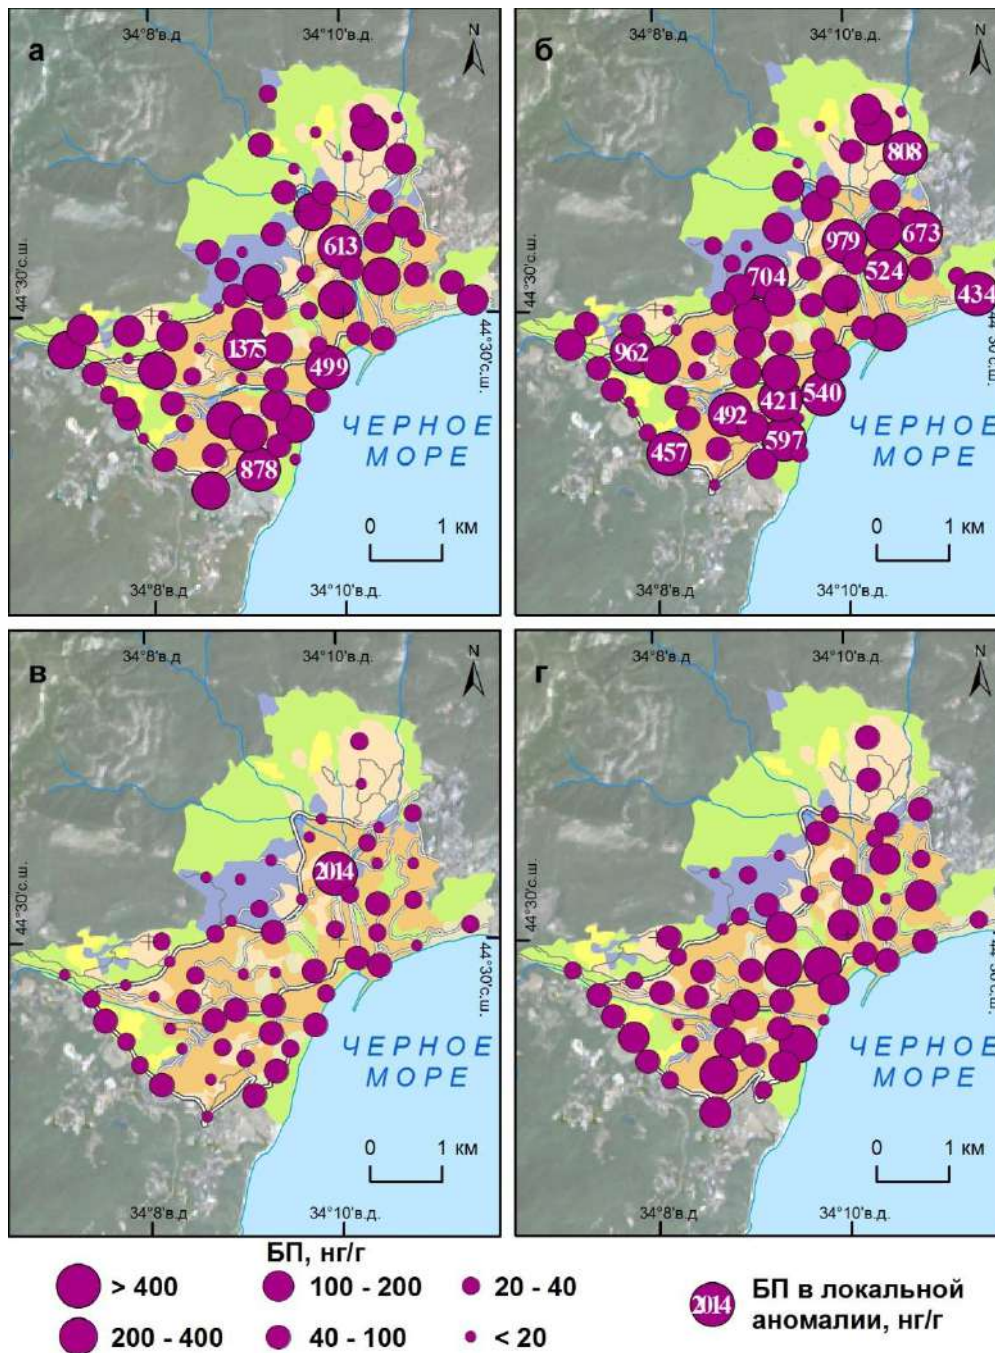 а
34°8'в.д.
34°10'в.д.
N
613
1375
499
878
44°30'с.ш.
44°30'с.ш.
ЧЕРНОЕ
МОРЕ
0 1 км
34°8'в.д.
34°10'в.д.
б
34°8'в.д.
34°10'в.д.
N
808
979
673
704
524
434
962
540
421
492
597
457
44°30'с.ш.
44°30'с.ш.
ЧЕРНОЕ
МОРЕ
0 1 км
34°8'в.д.
34°10'в.д.
в
34°8'в.д
34°10'в.д.
N
2014
44°30'с.ш.
44°30'с.ш.
ЧЕРНОЕ
МОРЕ
0 1 км
34°8'в.д
34°10'в.д.
г
34°8'в.д
34°10'в.д.
N
44°30'с.ш.
44°30'с.ш.
ЧЕРНОЕ
МОРЕ
0 1 км
34°8'в.д
34°10'в.д.
БП, нг/г
> 400 100 - 200 20 - 40
200 - 400 40 - 100 < 20
2014
БП в локальной
аномалии, нг/г